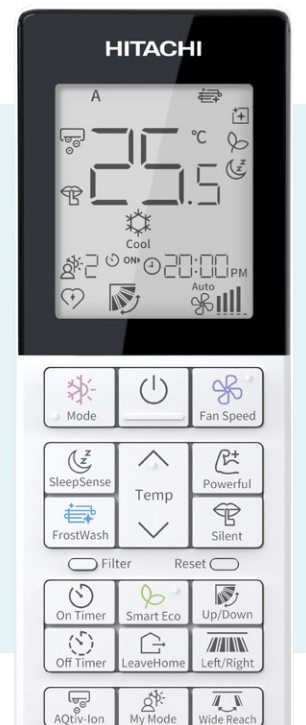 HITACHI
A
25.5 °C
Cool
2 ON 20:00 PM
Auto
Mode Fan Speed
SleepSense Temp Powerful
FrostWash Silent
Filter Reset
On Timer Smart Eco Up/Down
Off Timer LeaveHome Left/Right
AQtiv-Ion My Mode Wide Reach